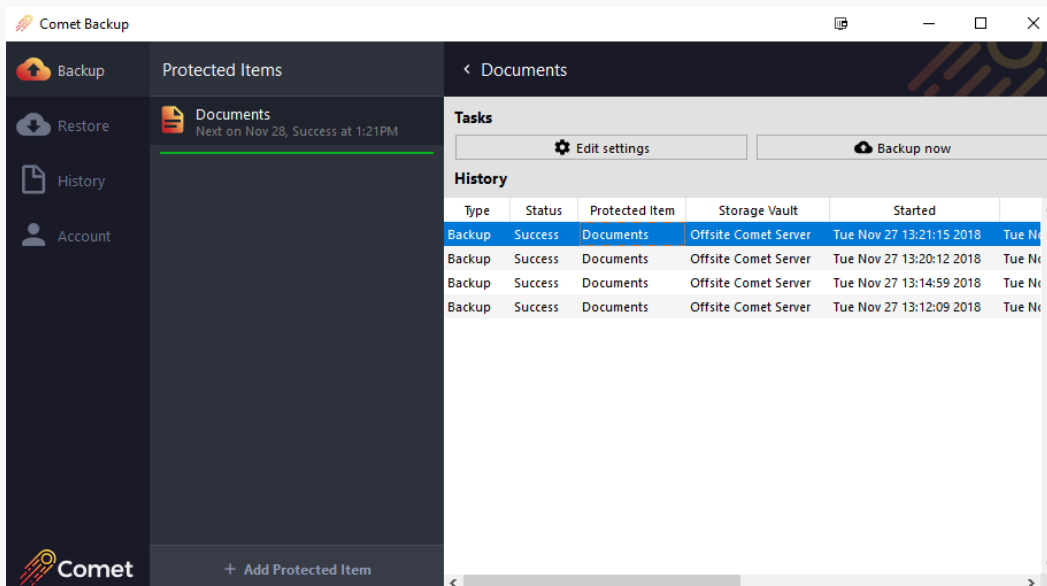 Comet Backup
Backup
Restore
History
Account
Comet
Protected Items
Documents
Next on Nov 28, Success at 1:21PM
+ Add Protected Item
< Documents
Tasks
Edit settings
Backup now
History
Type Status Protected Item Storage Vault Started
Backup Success Documents Offsite Comet Server Tue Nov 27 13:21:15 2018 Tue
Backup Success Documents Offsite Comet Server Tue Nov 27 13:20:12 2018 Tue
Backup Success Documents Offsite Comet Server Tue Nov 27 13:14:59 2018 Tue
Backup Success Documents Offsite Comet Server Tue Nov 27 13:12:09 2018 Tue